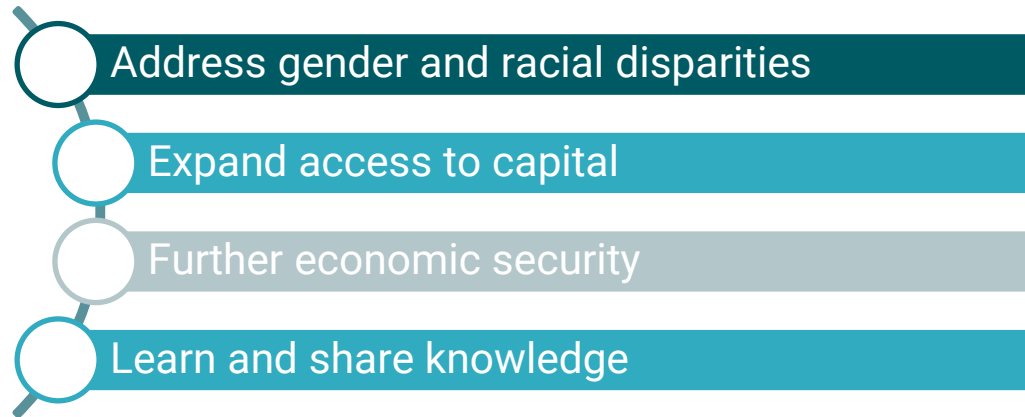 Address gender and racial disparities
Expand access to capital
Further economic security
Learn and share knowledge